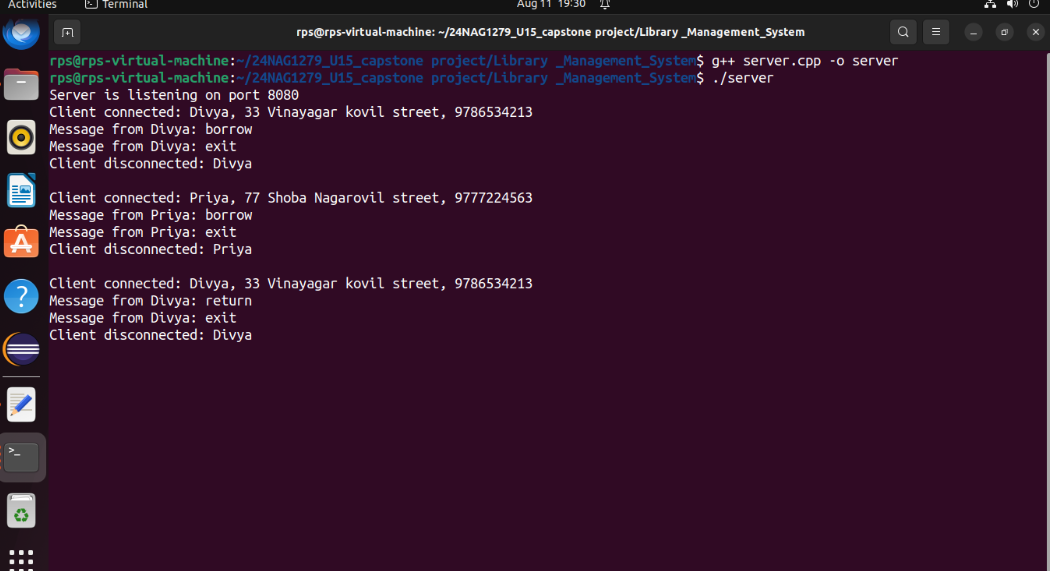 Activities
Terminal
Aug 11 19:30
rps@rps-virtual-machine: ~/24NAG1279_U15_capstone project/Library _Management_System
rps@rps-virtual-machine:~/24NAG1279_U15_capstone project/Library _Management_System$ g++ server.cpp -o server
rps@rps-virtual-machine:~/24NAG1279_U15_capstone project/Library _Management_System$ ./server
Server is listening on port 8080
Client connected: Divya, 33 Vinayagar kovil street, 9786534213
Message from Divya: borrow
Message from Divya: exit
Client disconnected: Divya
Client connected: Priya, 77 Shoba Nagarovil street, 9777224563
Message from Priya: borrow
Message from Priya: exit
Client disconnected: Priya
Client connected: Divya, 33 Vinayagar kovil street, 9786534213
Message from Divya: return
Message from Divya: exit
Client disconnected: Divya